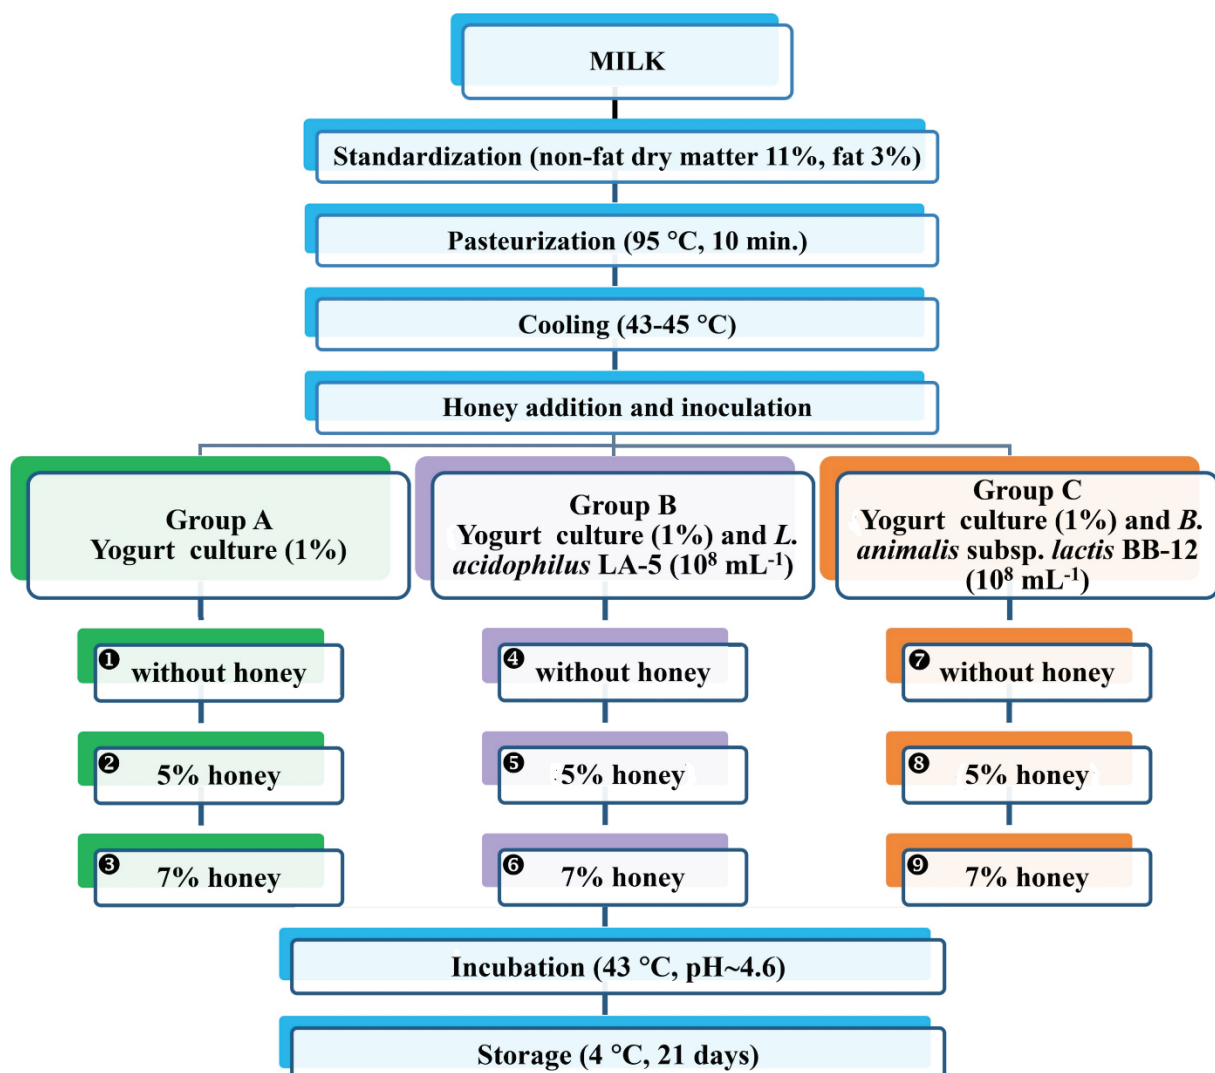 MILK
Standardization (non-fat dry matter 11%, fat 3%)
Pasteurization (95 °C, 10 min.)
Cooling (43-45 °C)
Honey addition and inoculation
Group A
Yogurt culture (1%)
Group B
Yogurt culture (1%) and L.
acidophilus LA-5 (10⁸ mL⁻¹)
Group C
Yogurt culture (1%) and B.
animalis subsp. lactis BB-12
(10⁸ mL⁻¹)
❶ without honey
❹ without honey
❼ without honey
❷ 5% honey
❺ 5% honey
❽ 5% honey
❸ 7% honey
❻ 7% honey
❾ 7% honey
Incubation (43 °C, pH~4.6)
Storage (4 °C, 21 days)